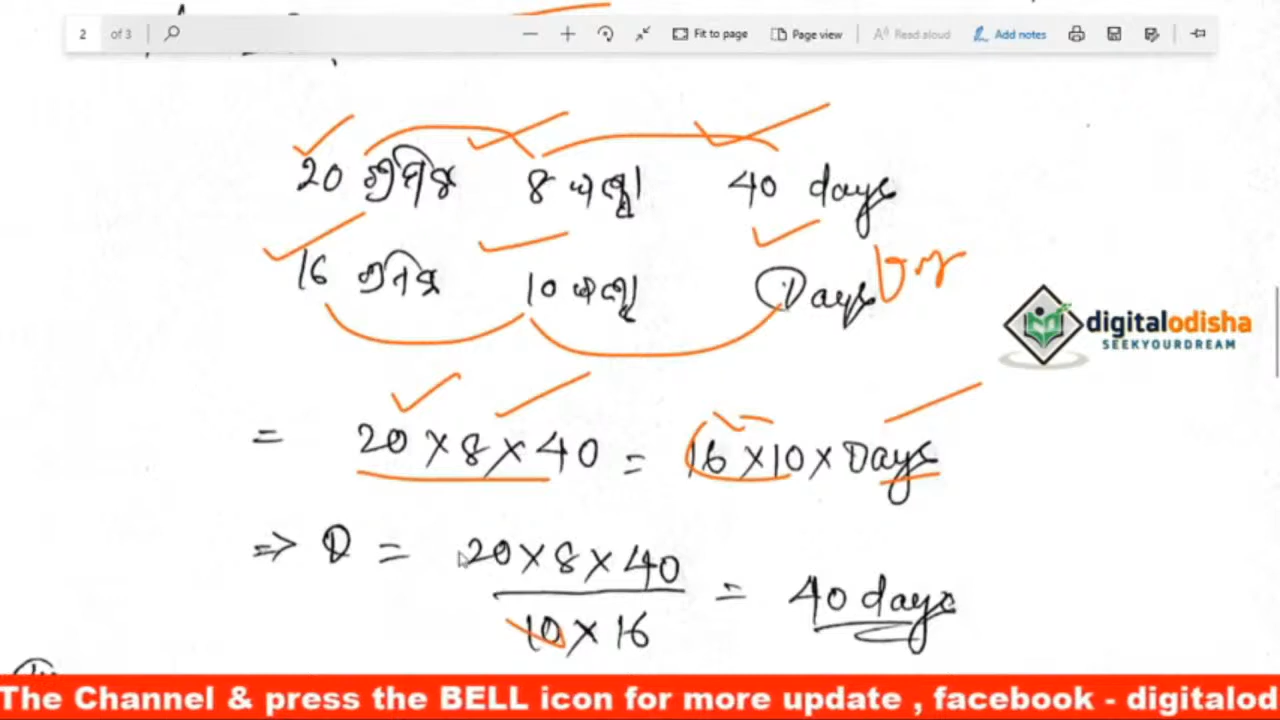 2 of 3 Fit to page Page view Read aloud Add notes
20 ଶ୍ରମିକ 8 ଘଣ୍ଟା 40 days
16 ଶ୍ରମିକ 10 ଘଣ୍ଟା Days
digitalodisha
SEEKYOURDREAM
= 20 × 8 × 40 = 16 × 10 × Days
⇒ D = 20 × 8 × 40
10 × 16
= 40 days
The Channel & press the BELL icon for more update , facebook - digitalod